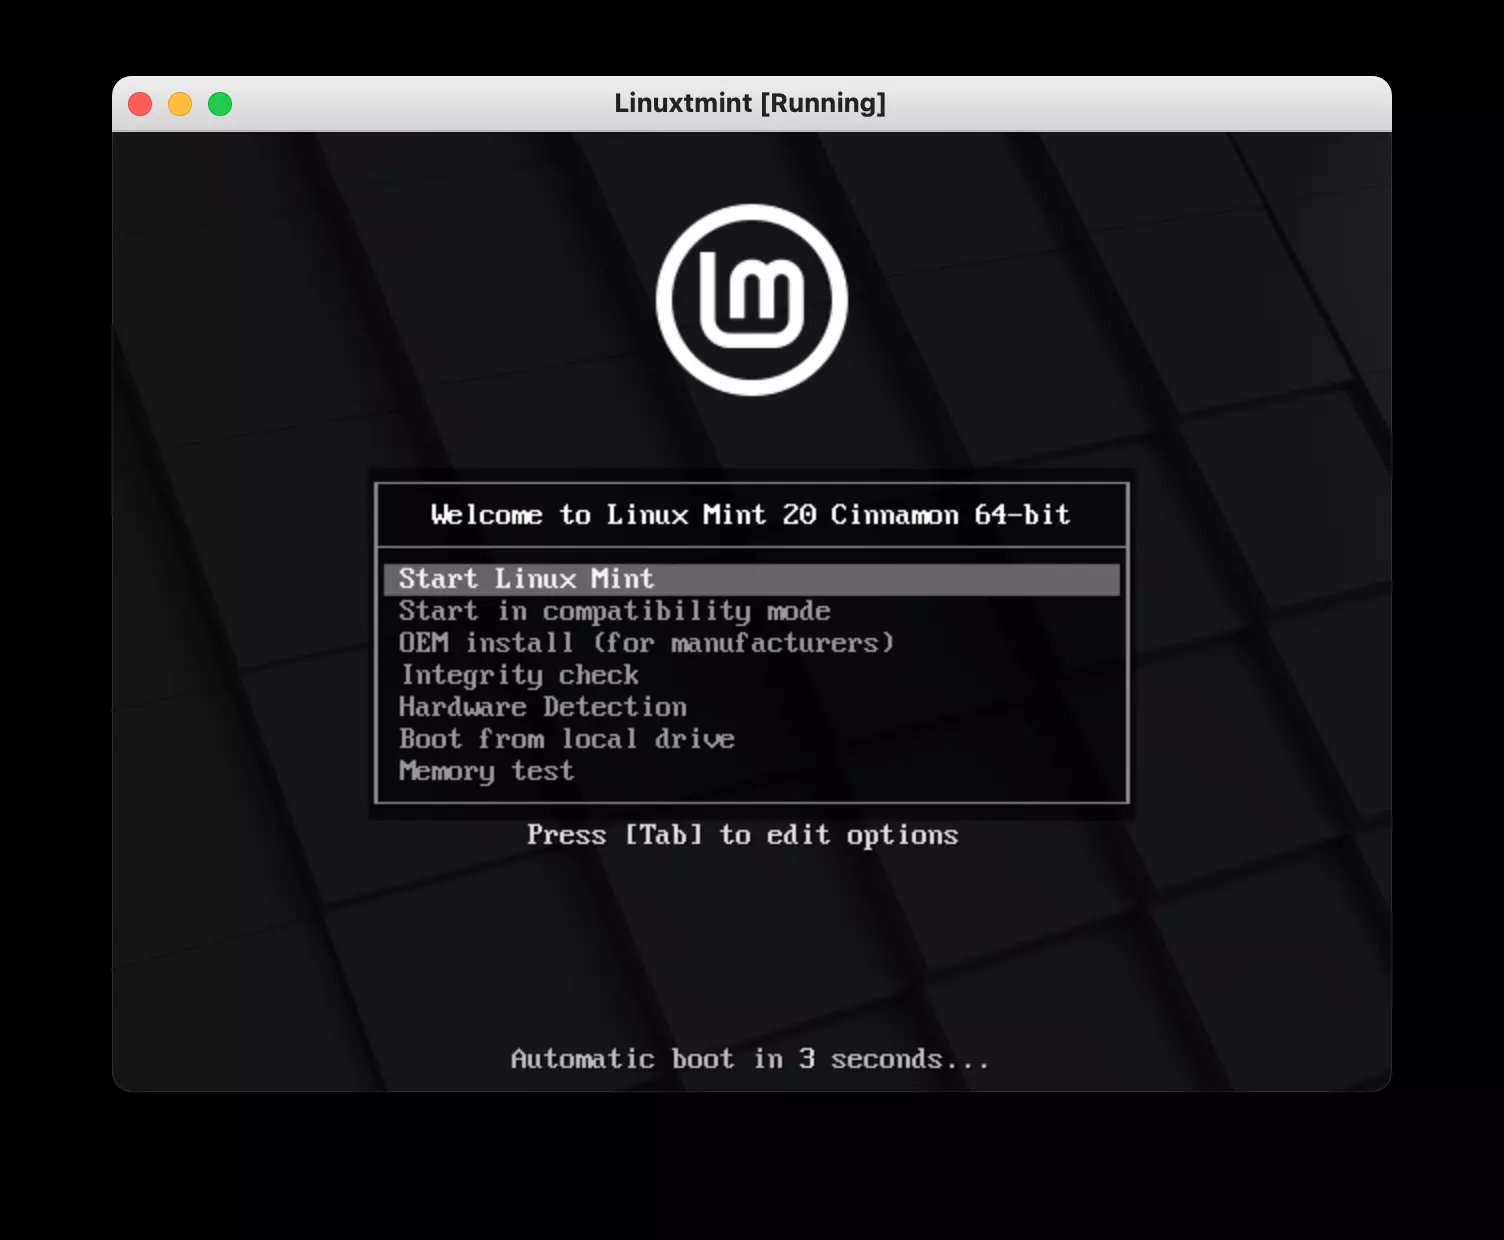 Linuxtmint [Running]
lm
Welcome to Linux Mint 20 Cinnamon 64-bit
Start Linux Mint
Start in compatibility mode
OEM install (for manufacturers)
Integrity check
Hardware Detection
Boot from local drive
Memory test
Press [Tab] to edit options
Automatic boot in 3 seconds...